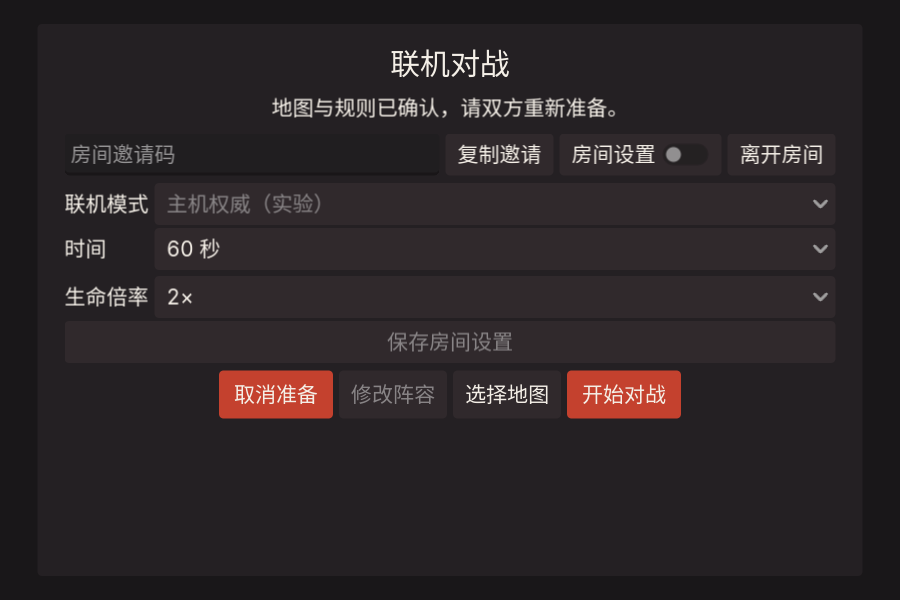 联机对战
地图与规则已确认，请双方重新准备。
房间邀请码 复制邀请 房间设置 离开房间
联机模式 主机权威（实验）
时间 60 秒
生命倍率 2×
保存房间设置
取消准备 修改阵容 选择地图 开始对战